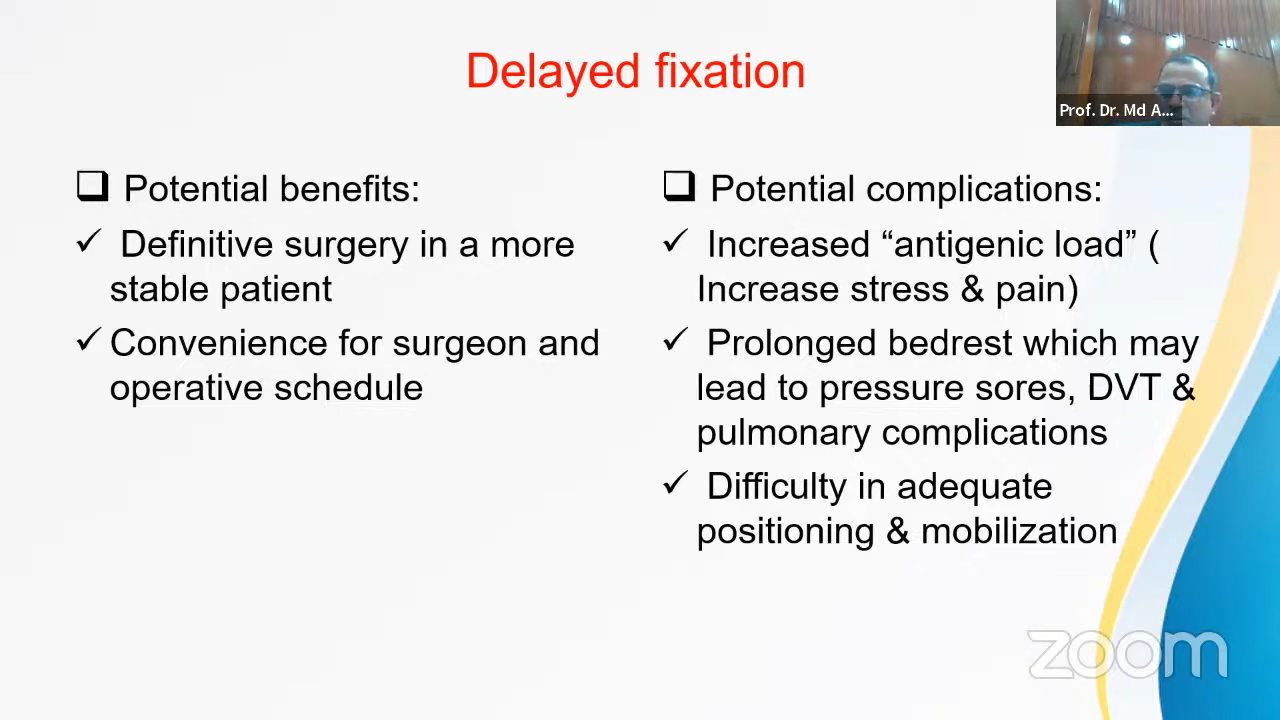 Delayed fixation
Prof. Dr. Md A...
Potential benefits:
Definitive surgery in a more
stable patient
Convenience for surgeon and
operative schedule
Potential complications:
Increased “antigenic load” (
Increase stress & pain)
Prolonged bedrest which may
lead to pressure sores, DVT &
pulmonary complications
Difficulty in adequate
positioning & mobilization
zoom